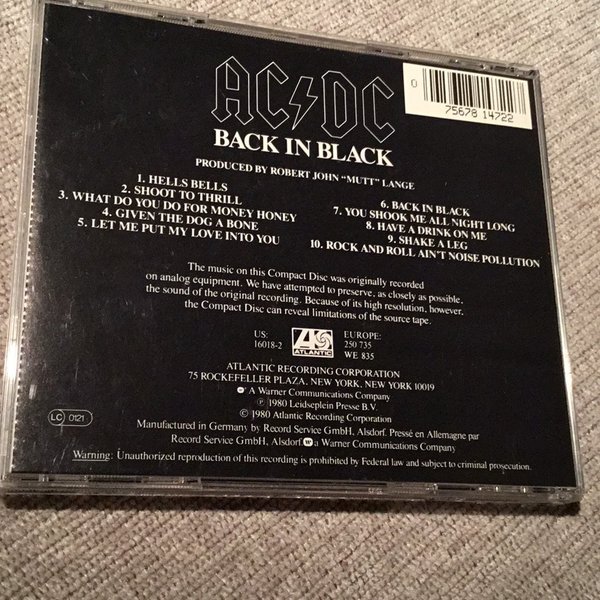 AC⚡DC
0
75678 14722
BACK IN BLACK
PRODUCED BY ROBERT JOHN "MUTT" LANGE
1. HELLS BELLS
2. SHOOT TO THRILL
3. WHAT DO YOU DO FOR MONEY HONEY
4. GIVEN THE DOG A BONE
5. LET ME PUT MY LOVE INTO YOU
6. BACK IN BLACK
7. YOU SHOOK ME ALL NIGHT LONG
8. HAVE A DRINK ON ME
9. SHAKE A LEG
10. ROCK AND ROLL AIN'T NOISE POLLUTION
The music on this Compact Disc was originally recorded
on analog equipment. We have attempted to preserve, as closely as possible,
the sound of the original recording. Because of its high resolution, however,
the Compact Disc can reveal limitations of the source tape.
US:
16018-2
ATLANTIC
EUROPE:
250 735
WE 835
ATLANTIC RECORDING CORPORATION
75 ROCKEFELLER PLAZA, NEW YORK, NEW YORK 10019
A Warner Communications Company
℗ 1980 Leidseplein Presse B.V.
© 1980 Atlantic Recording Corporation
LC 0121
Manufactured in Germany by Record Service GmbH, Alsdorf. Pressé en Allemagne par
Record Service GmbH, Alsdorf. a Warner Communications Company
Warning: Unauthorized reproduction of this recording is prohibited by Federal law and subject to criminal prosecution.